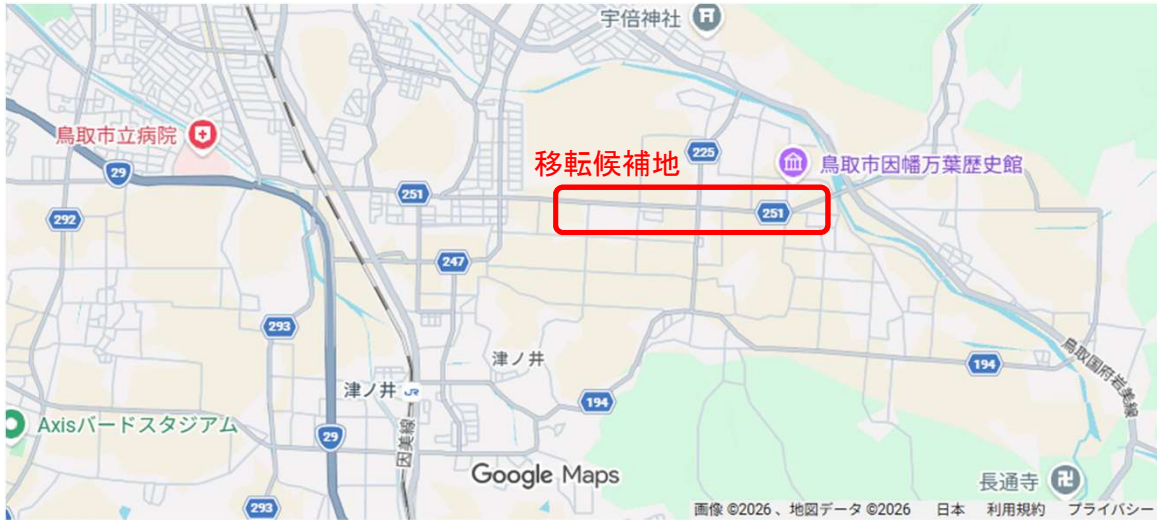 宇倍神社
鳥取市立病院
29
移転候補地
225
鳥取市因幡万葉歴史館
251
251
292
247
293
津ノ井
194
鳥取国府岩美線
津ノ井
JR
194
Axisバードスタジアム
29
因美線
Google Maps
長通寺
293
画像 ©2026 、地図データ ©2026 日本 利用規約 プライバシー